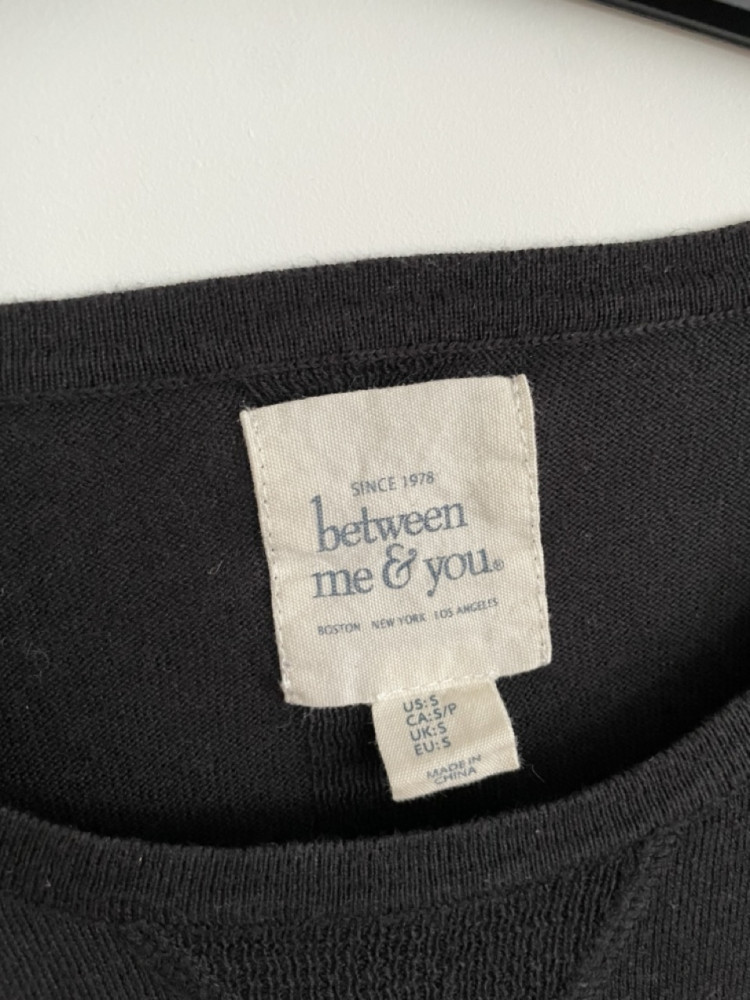 SINCE 1978
between
me & you®
BOSTON NEW YORK LOS ANGELES
US:S
CA:S/P
UK:S
EU:S
MADE IN
CHINA